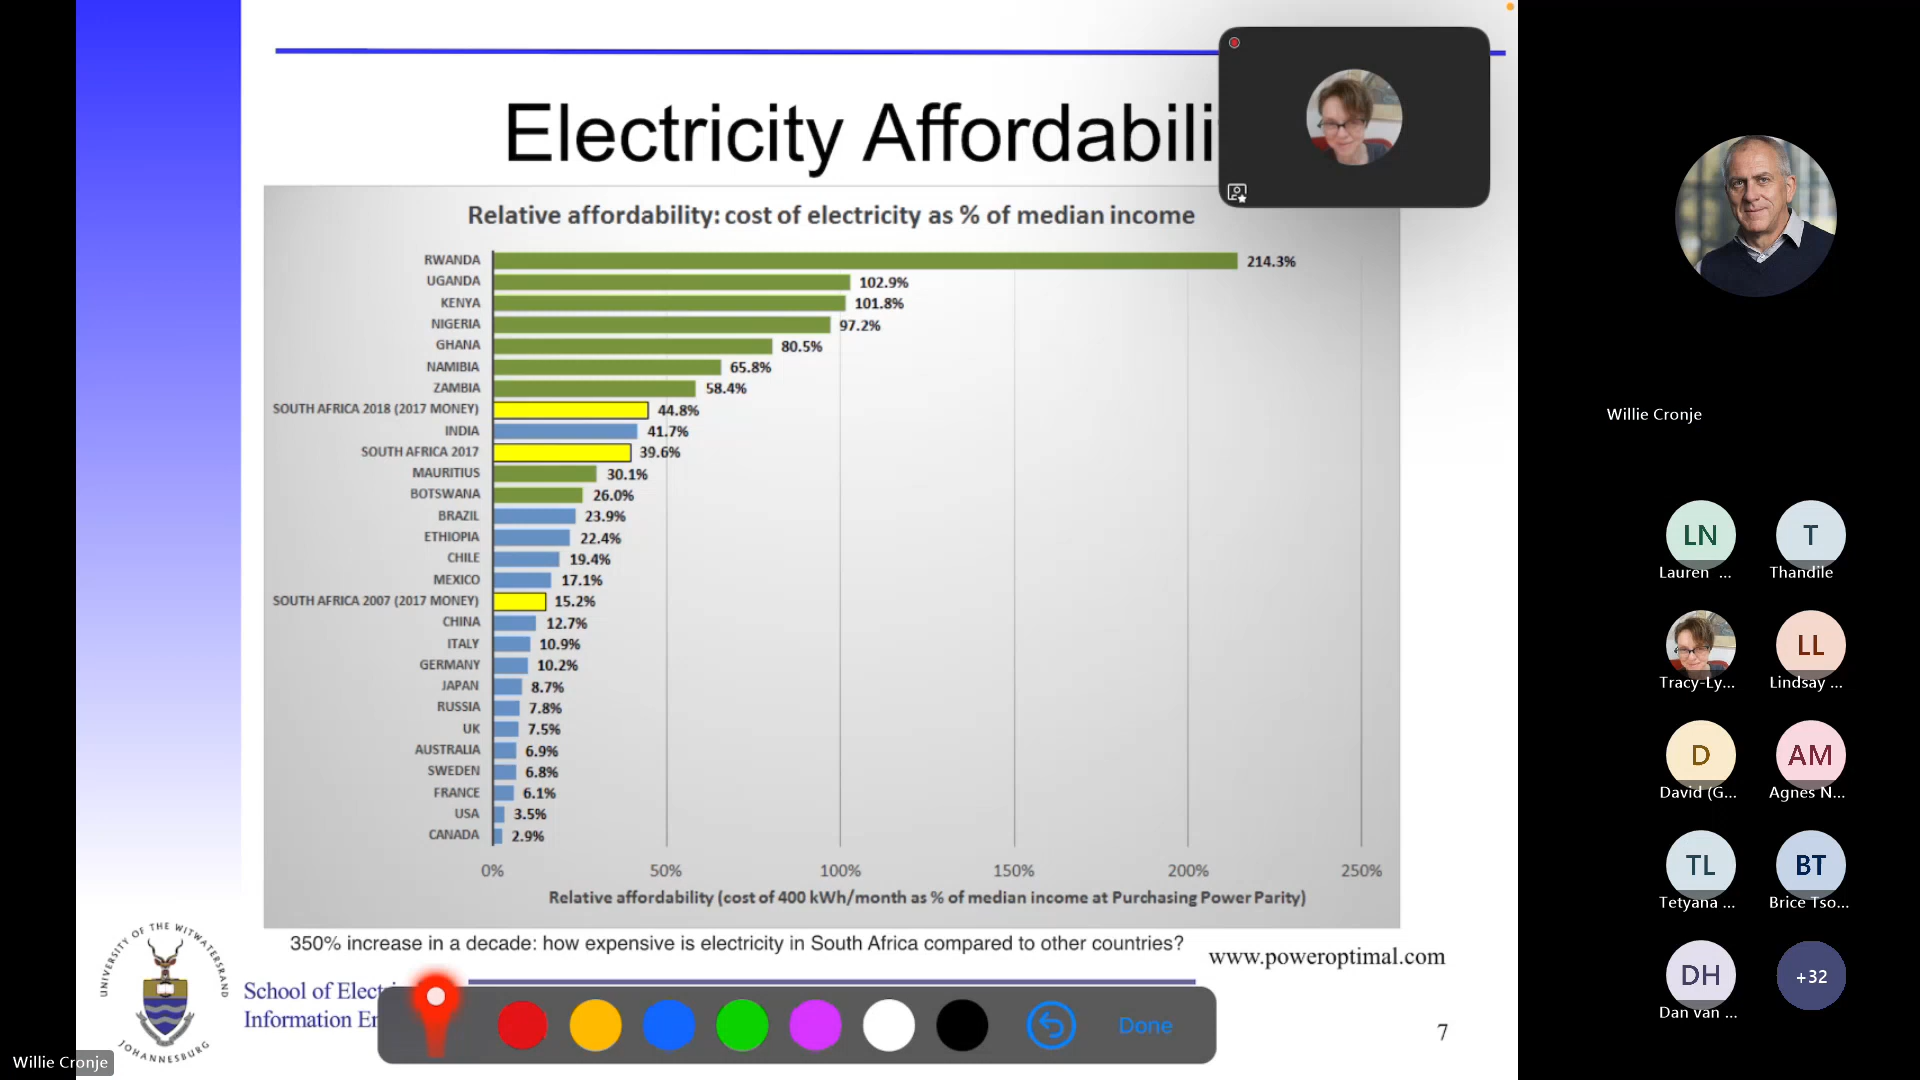 Electricity Affordabili
Relative affordability: cost of electricity as % of median income
RWANDA 214.3%
UGANDA 102.9%
KENYA 101.8%
NIGERIA 97.2%
GHANA 80.5%
NAMIBIA 65.8%
ZAMBIA 58.4%
SOUTH AFRICA 2018 (2017 MONEY) 44.8%
INDIA 41.7%
SOUTH AFRICA 2017 39.6%
MAURITIUS 30.1%
BOTSWANA 26.0%
BRAZIL 23.9%
ETHIOPIA 22.4%
CHILE 19.4%
MEXICO 17.1%
SOUTH AFRICA 2007 (2017 MONEY) 15.2%
CHINA 12.7%
ITALY 10.9%
GERMANY 10.2%
JAPAN 8.7%
RUSSIA 7.8%
UK 7.5%
AUSTRALIA 6.9%
SWEDEN 6.8%
FRANCE 6.1%
USA 3.5%
CANADA 2.9%
0% 50% 100% 150% 200% 250%
Relative affordability (cost of 400 kWh/month as % of median income at Purchasing Power Parity)
350% increase in a decade: how expensive is electricity in South Africa compared to other countries?
www.poweroptimal.com
UNIVERSITY OF THE WITWATERSRAND
JOHANNESBURG
School of Elect
Information En
Done
7
Willie Cronje
Willie Cronje
LN T
Lauren ... Thandile
LL
Tracy-Ly... Lindsay ...
D AM
David (G... Agnes N...
TL BT
Tetyana ... Brice Tso...
DH +32
Dan van ...